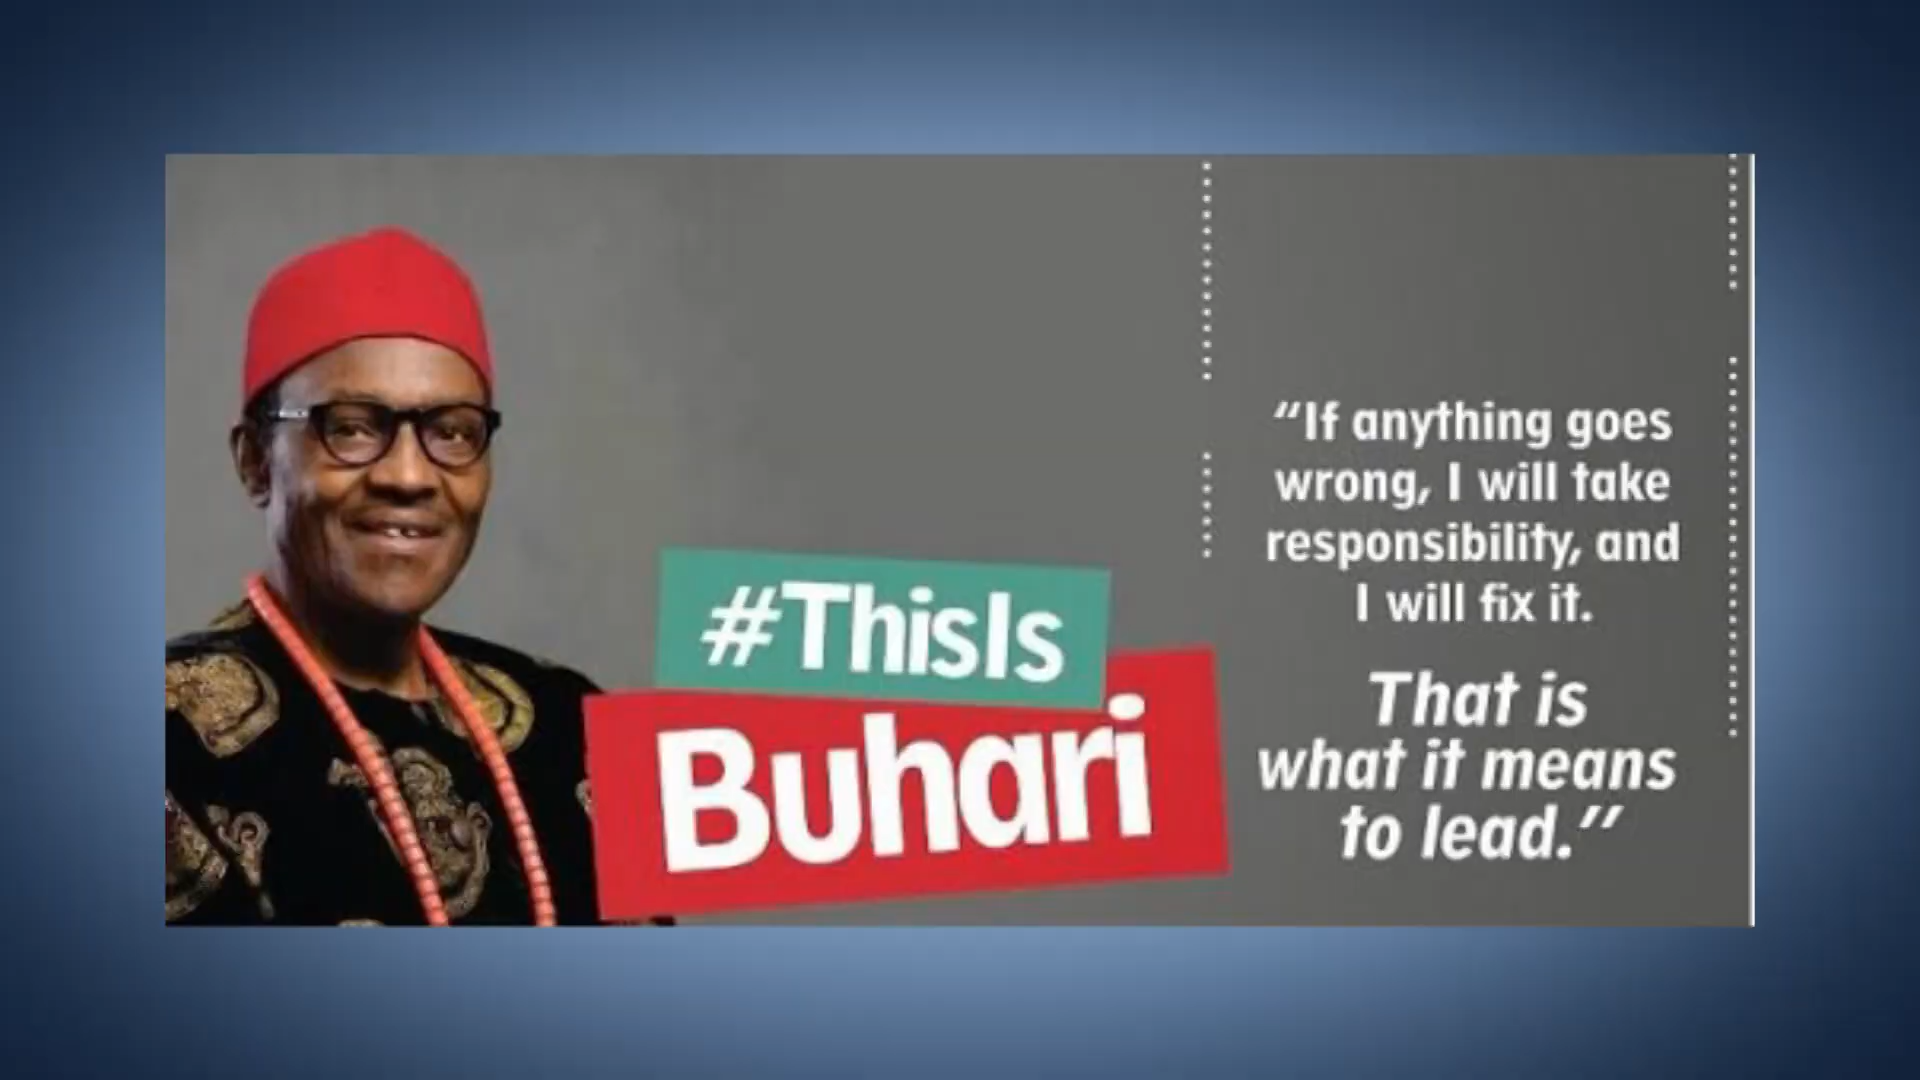 #ThisIs
Buhari
“If anything goes
wrong, I will take
responsibility, and
I will fix it.
That is
what it means
to lead.”